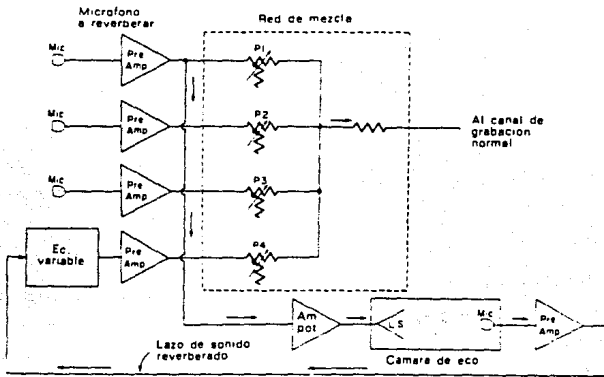 Microfono
a reverberar
Red de mezcla
Mic
Pre
Amp
P1
Mic
Pre
Amp
P2
Al canal de
grabacion
normal
Mic
Pre
Amp
P3
Ec.
variable
Pre
Amp
P4
Am
pot
LS
Mic
Pre
Amp
Lazo de sonido
reverberado
Camara de eco